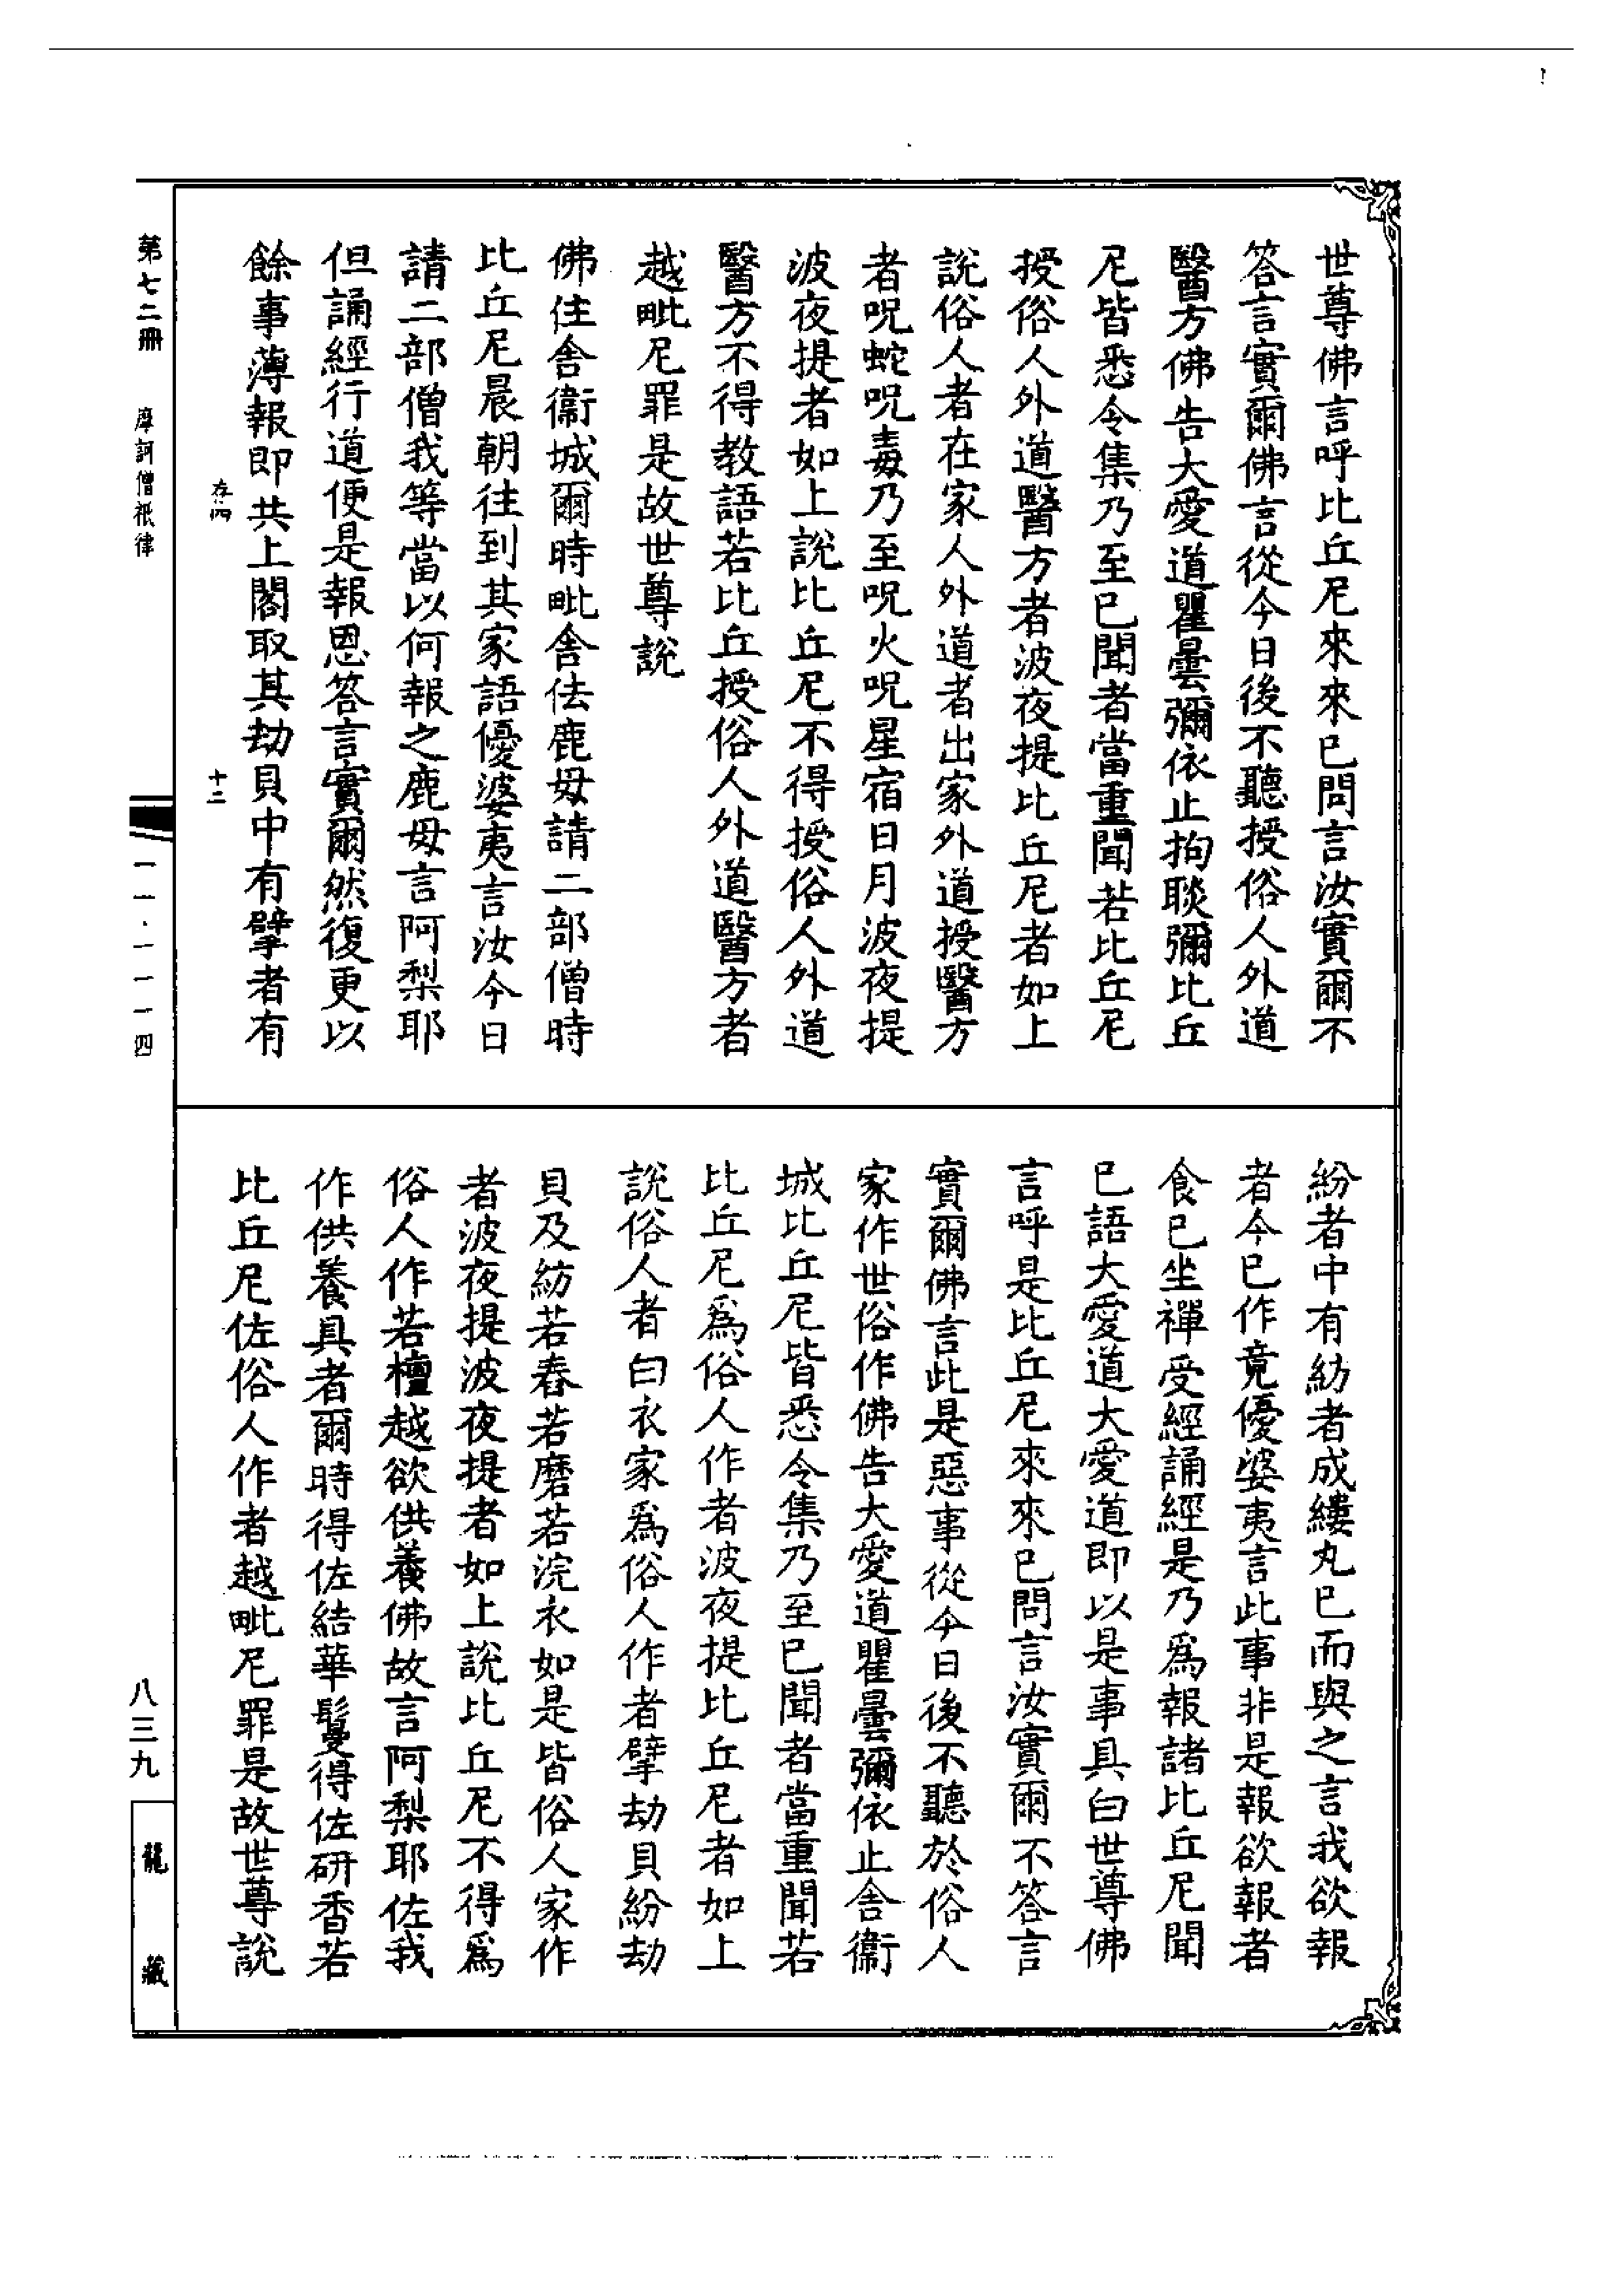 世尊佛言呼比丘尼來來已問言汝實爾不
答言實爾佛言從今日後不聽授俗人外道
醫方佛告大愛道瞿曇彌依止拘睒彌比丘
尼皆悉令集乃至已聞者當重聞若比丘尼
授俗人外道醫方者波夜提比丘尼者如上
說俗人者在家人外道者出家外道授醫方
者呪蛇呪毒乃至呪火呪星宿日月波夜提
波夜提者如上說比丘尼不得授俗人外道
醫方不得教語若比丘授俗人外道醫方者
越毗尼罪是故世尊說
佛住舍衞城爾時毗舍佉鹿母請二部僧時
比丘尼晨朝往到其家語優婆夷言汝今日
請二部僧我等當以何報之鹿母言阿梨耶
但誦經行道便是報恩答言實爾然復更以
餘事薄報即共上閣取其劫貝中有擘者有
存四 十二
紛者中有紡者成縷丸已而與之言我欲報
者今已作竟優婆夷言此事非是報欲報者
食已坐禪受經誦經是乃爲報諸比丘尼聞
已語大愛道大愛道即以是事具白世尊佛
言呼是比丘尼來來已問言汝實爾不答言
實爾佛言此是惡事從今日後不聽於俗人
家作世俗作佛告大愛道瞿曇彌依止舍衞
城比丘尼皆悉令集乃至已聞者當重聞若
比丘尼爲俗人作者波夜提比丘尼者如上
說俗人者白衣家爲俗人作者擘劫貝紛劫
貝及紡若舂若磨若浣衣如是皆俗人家作
者波夜提波夜提者如上說比丘尼不得爲
俗人作若檀越欲供養佛故言阿梨耶佐我
作供養具者爾時得佐結華鬘得佐研香若
比丘尼佐俗人作者越毗尼罪是故世尊說
第七二冊 摩訶僧祇律
一一·一一一四
八三九
龍藏